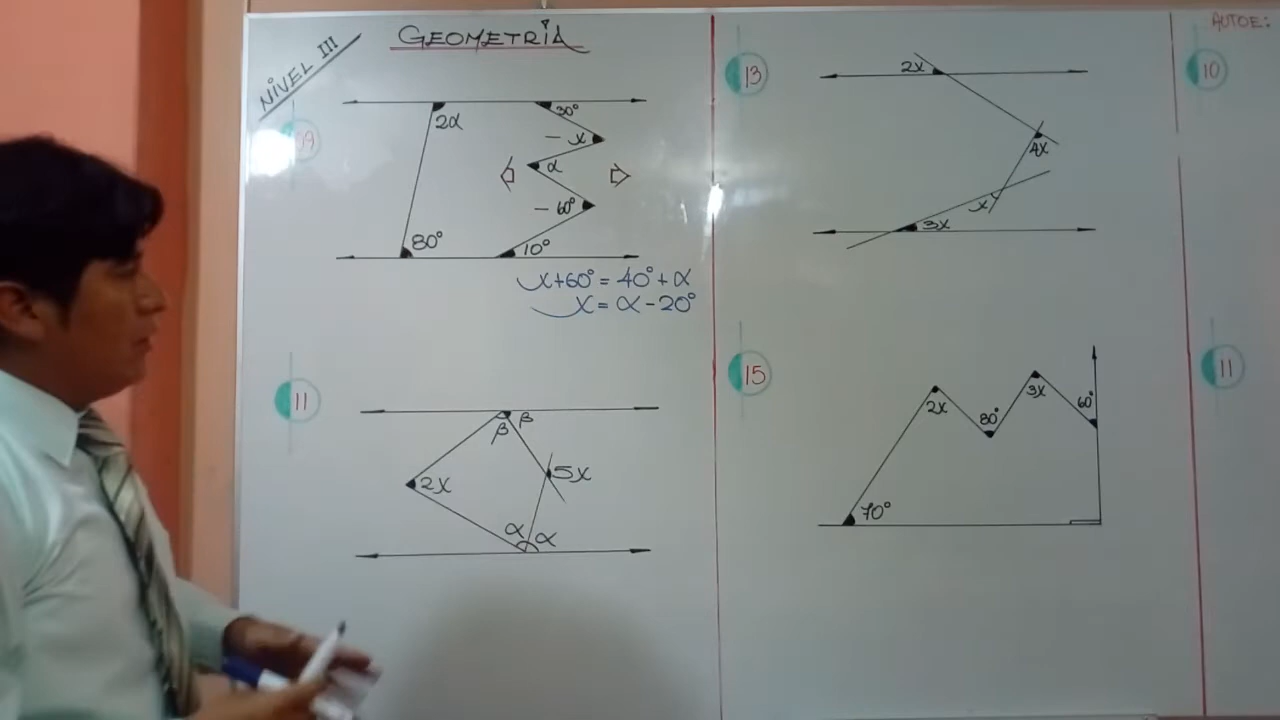 NIVEL III
GEOMETRIA
09
2α
30°
x
α
60°
80°
10°
x+60°=40°+α
x=α-20°
11
β
β
2x
5x
α
α
13
2x
4x
x
3x
15
2x
80°
3x
60°
70°
AUTOE:
10
11